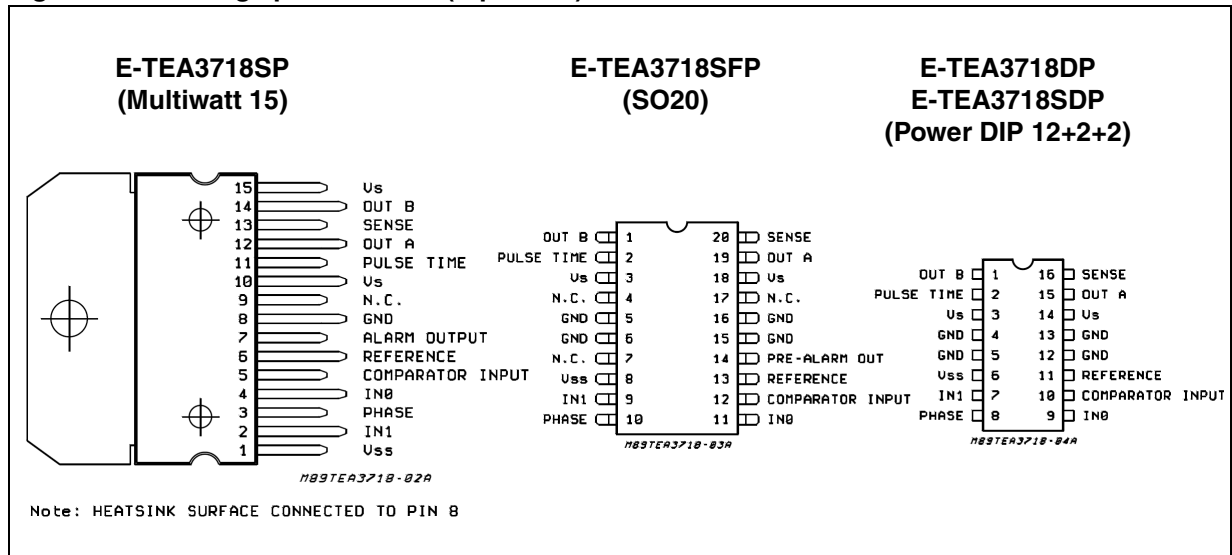 E-TEA3718SP
(Multiwatt 15)
15 Vs
14 OUT B
13 SENSE
12 OUT A
11 PULSE TIME
10 Vs
9 N.C.
8 GND
7 ALARM OUTPUT
6 REFERENCE
5 COMPARATOR INPUT
4 IN0
3 PHASE
2 IN1
1 Vss
M89TEA3718-02A
Note: HEATSINK SURFACE CONNECTED TO PIN 8
E-TEA3718SFP
(SO20)
OUT B 1 20 SENSE
PULSE TIME 2 19 OUT A
Vs 3 18 Vs
N.C. 4 17 N.C.
GND 5 16 GND
GND 6 15 GND
N.C. 7 14 PRE-ALARM OUT
Vss 8 13 REFERENCE
IN1 9 12 COMPARATOR INPUT
PHASE 10 11 IN0
M89TEA3718-03A
E-TEA3718DP
E-TEA3718SDP
(Power DIP 12+2+2)
OUT B 1 16 SENSE
PULSE TIME 2 15 OUT A
Vs 3 14 Vs
GND 4 13 GND
GND 5 12 GND
Vss 6 11 REFERENCE
IN1 7 10 COMPARATOR INPUT
PHASE 8 9 IN0
M89TEA3718-04A